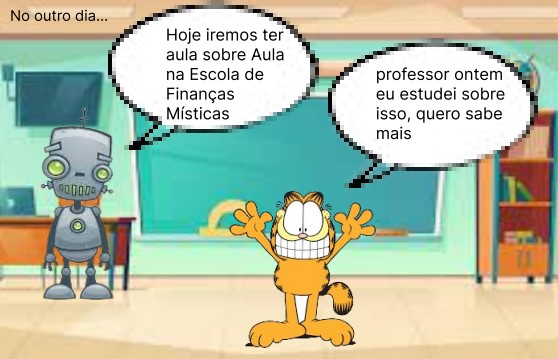 No outro dia...
Hoje iremos ter
aula sobre Aula
na Escola de
Finanças
Místicas
professor ontem
eu estudei sobre
isso, quero sabe
mais